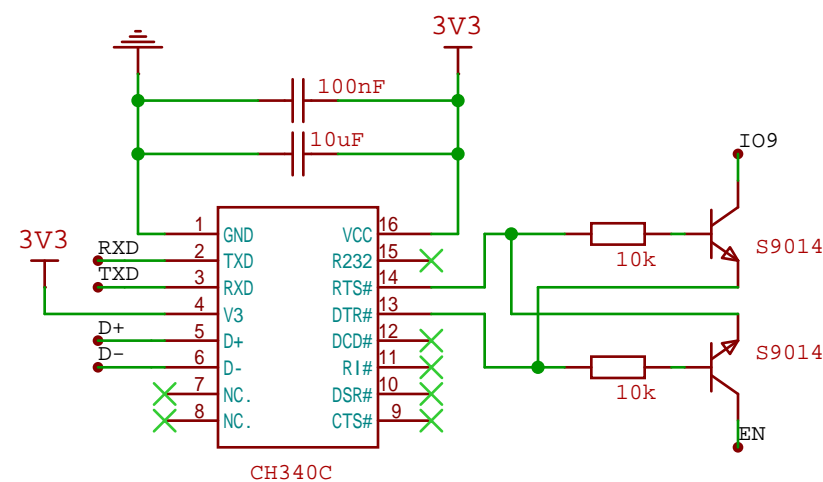 3V3
100nF
10uF
IO9
1 GND VCC 16
3V3
RXD 2 TXD R232 15
TXD 3 RXD RTS# 14
4 V3 DTR# 13
D+ 5 D+ DCD# 12
D- 6 D- RI# 11
7 NC. DSR# 10
8 NC. CTS# 9
10k
S9014
S9014
10k
EN
CH340C